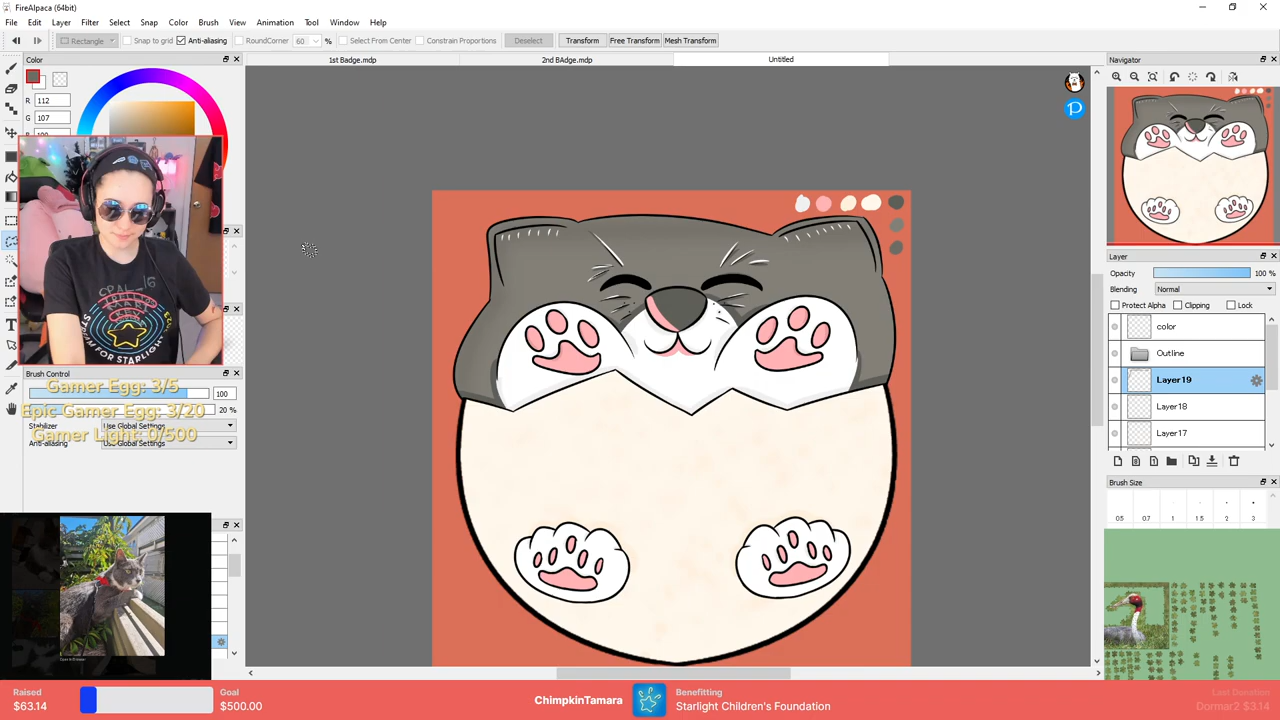 FireAlpaca (64bit)
File Edit Layer Filter Select Snap Color Brush View Animation Tool Window Help
Rectangle Snap to grid Anti-aliasing RoundCorner 60 % Select From Center Constrain Proportions Deselect Transform Free Transform Mesh Transform
Color 1st Badge.mdp 2nd BAdge.mdp Untitled Navigator
R 112
G 107
Layer
Opacity 100 %
Blending Normal
Protect Alpha Clipping Lock
color
Outline
Layer19
Layer18
Layer17
Brush Control
100
Gamer Egg: 3/5
Epic Gamer Egg: 3/20
20 %
Stabilizer Use Global Settings
Gamer Light: 0/500
Anti-aliasing Use Global Settings
Brush Size
0.5 0.7 1 1.5 2 3
Raised
$63.14
Goal
$500.00
ChimpkinTamara
Benefitting
Starlight Children's Foundation
Last Donation
Dormar2 $3.14